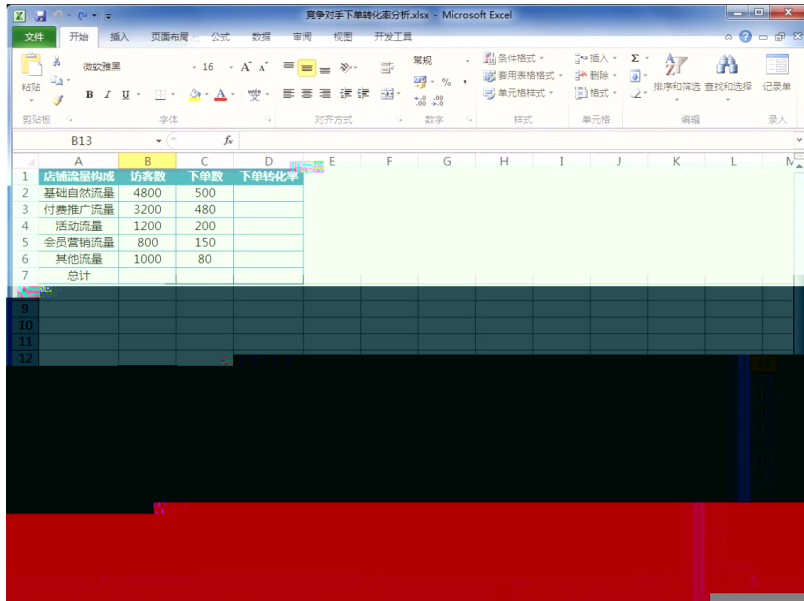 竞争对手下单转化率分析.xlsx - Microsoft Excel
文件 开始 插入 页面布局 公式 数据 审阅 视图 开发工具
微软雅黑 16 A A 常规 条件格式 插入 Σ
粘贴 % , 套用表格格式 删除 排序和筛选 查找和选择 记录单
B I U A 单元格样式 格式
剪贴板 字体 对齐方式 数字 样式 单元格 编辑 录入
B13 fx
A B C D E F G H I J K L M
1 店铺流量构成 访客数 下单数 下单转化率
2 基础自然流量 4800 500
3 付费推广流量 3200 480
4 活动流量 1200 200
5 会员营销流量 800 150
6 其他流量 1000 80
7 总计
9
10
11
12